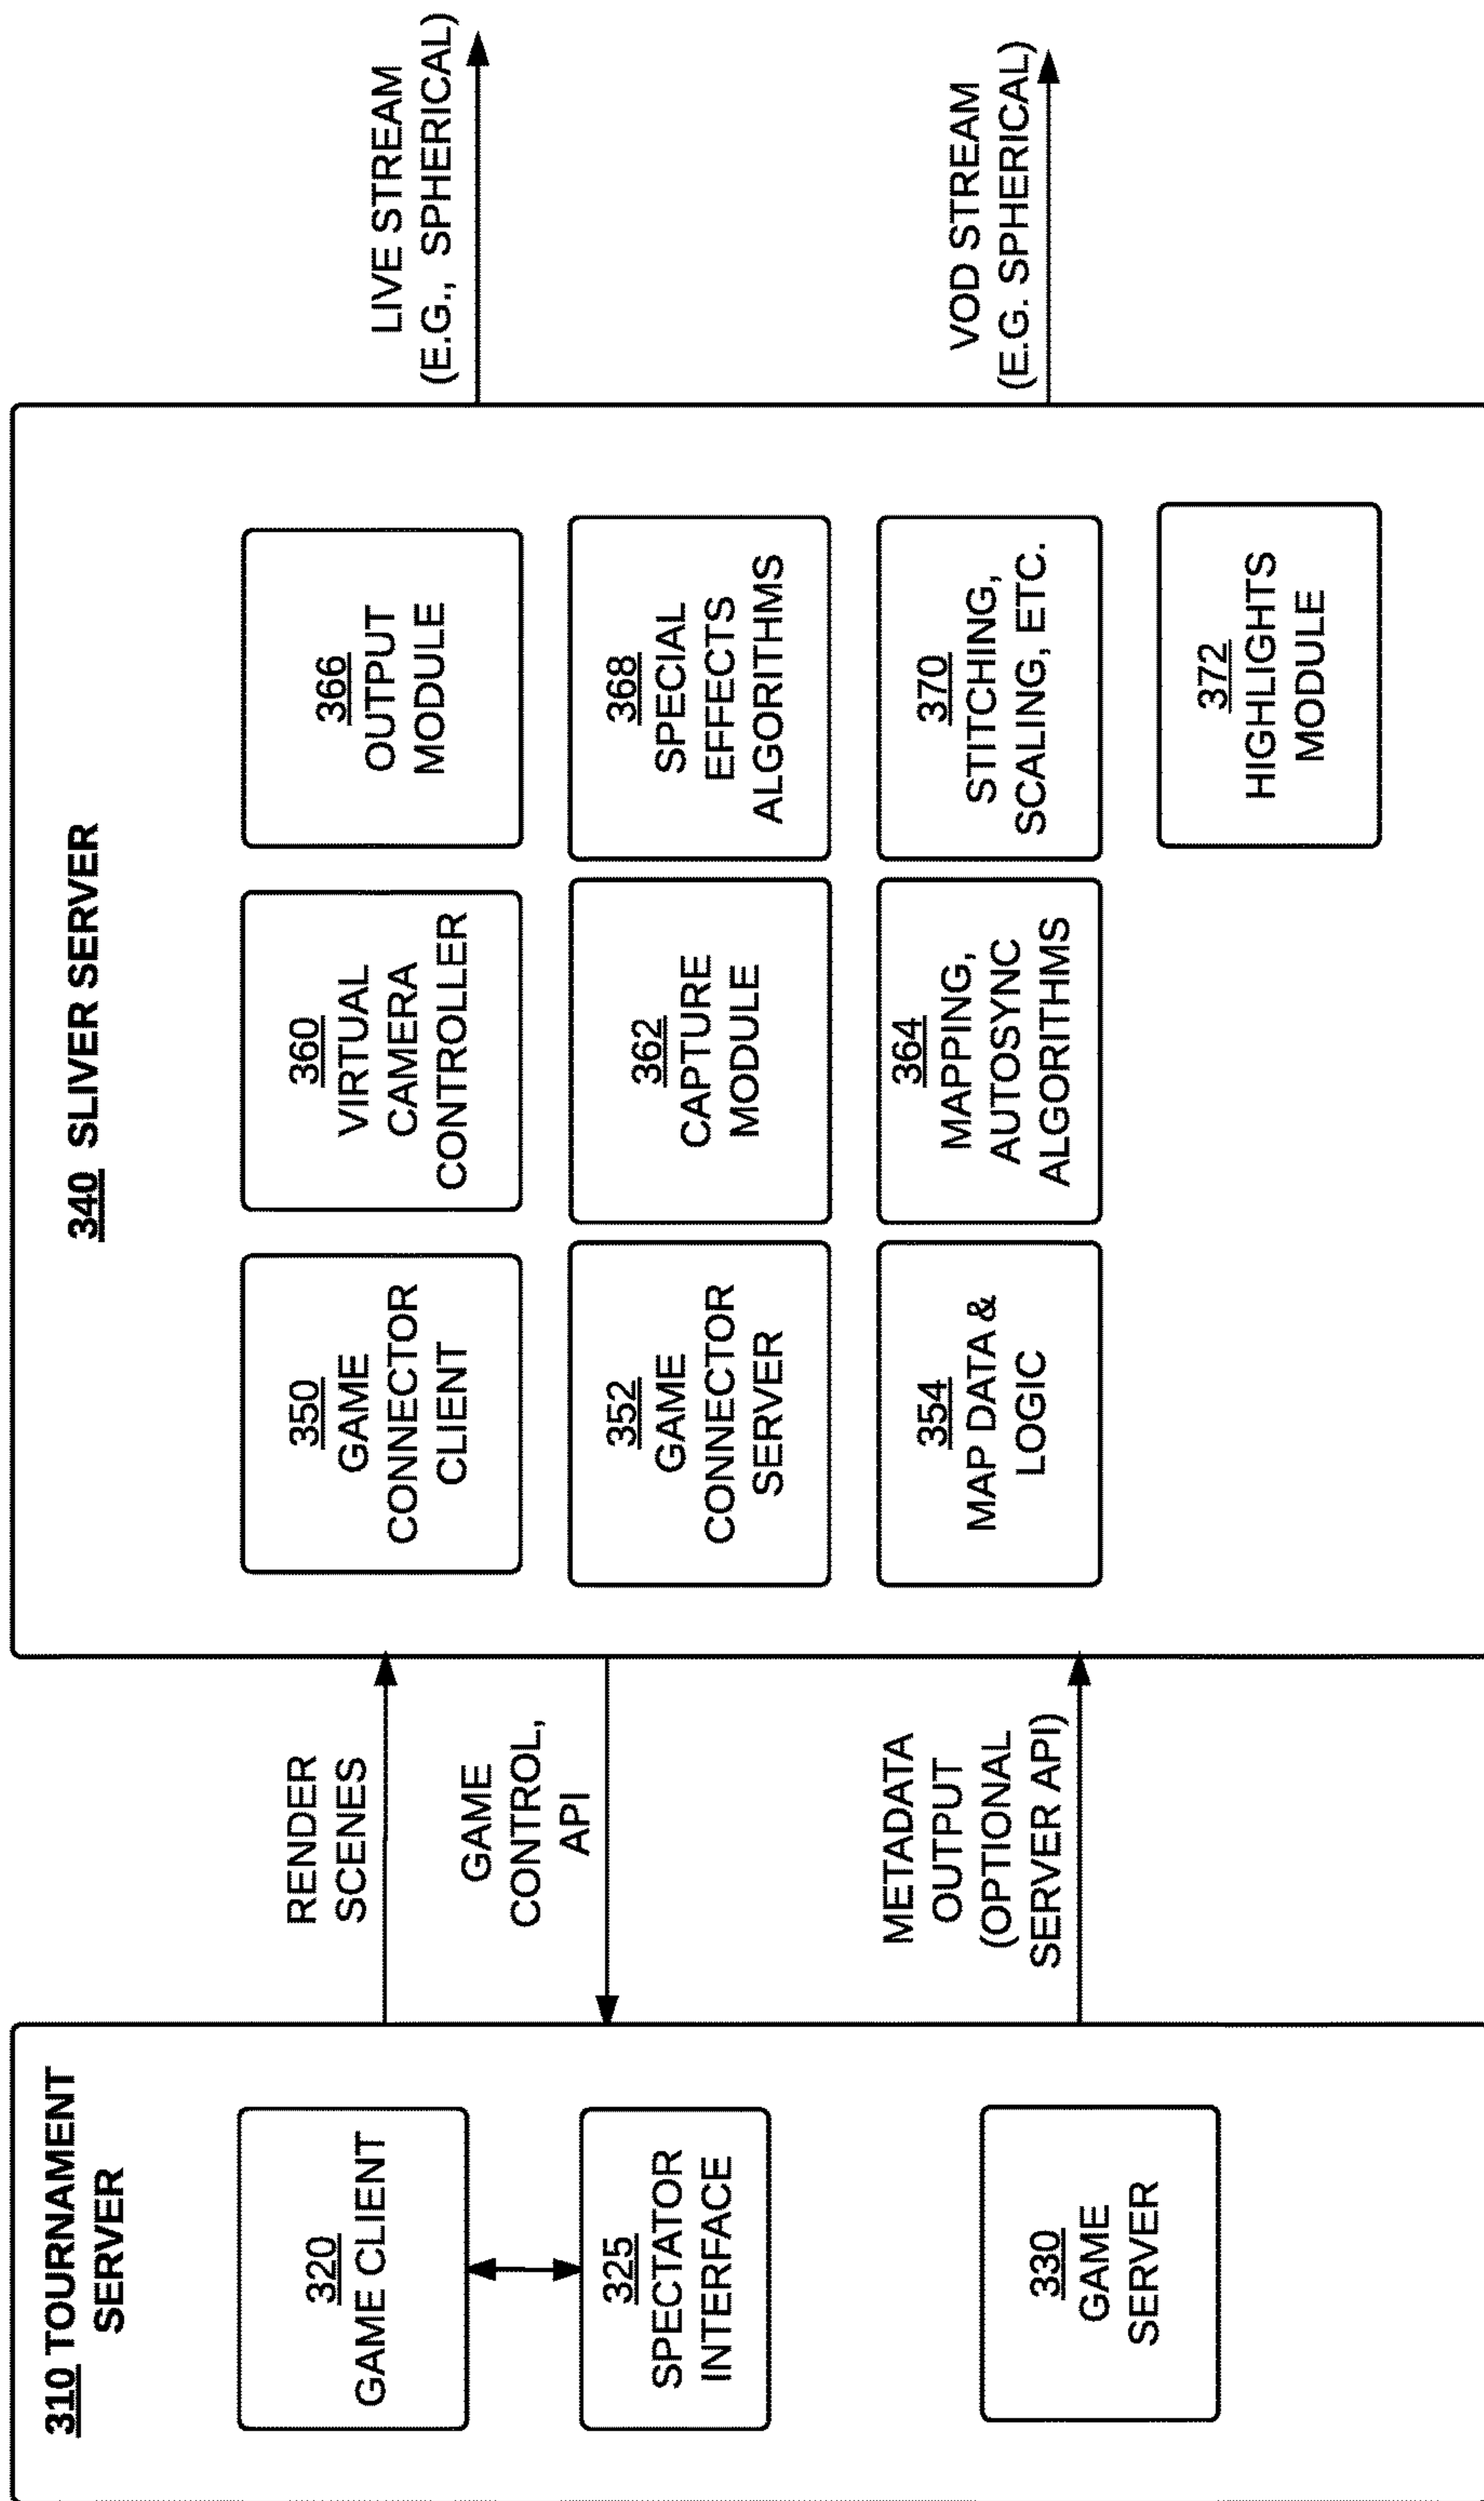 310 TOURNAMENT
SERVER
320
GAME CLIENT
325
SPECTATOR
INTERFACE
330
GAME
SERVER
RENDER
SCENES
GAME
CONTROL,
API
METADATA
OUTPUT
(OPTIONAL
SERVER API)
340 SLIVER SERVER
350
GAME
CONNECTOR
CLIENT
360
VIRTUAL
CAMERA
CONTROLLER
366
OUTPUT
MODULE
352
GAME
CONNECTOR
SERVER
362
CAPTURE
MODULE
368
SPECIAL
EFFECTS
ALGORITHMS
354
MAP DATA &
LOGIC
364
MAPPING,
AUTOSYNC
ALGORITHMS
370
STITCHING,
SCALING, ETC.
372
HIGHLIGHTS
MODULE
LIVE STREAM
(E.G., SPHERICAL)
VOD STREAM
(E.G. SPHERICAL)